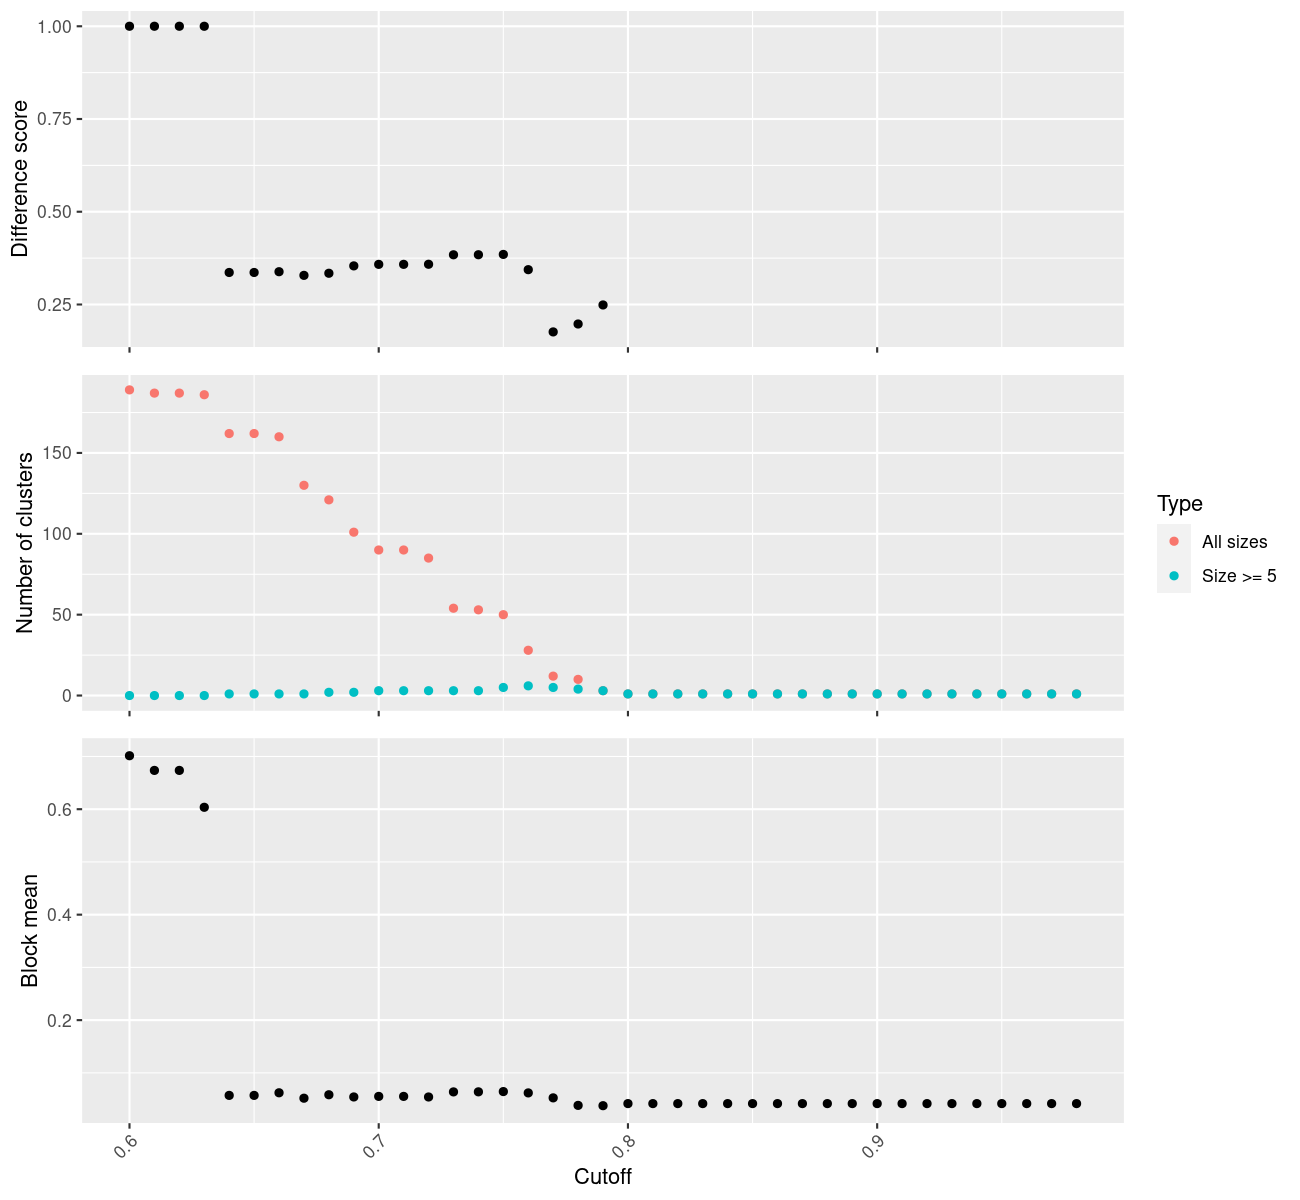 Difference score
1.00
0.75
0.50
0.25
Number of clusters
150
100
50
0
Type
All sizes
Size >= 5
Block mean
0.6
0.4
0.2
0.6
0.7
0.8
0.9
Cutoff